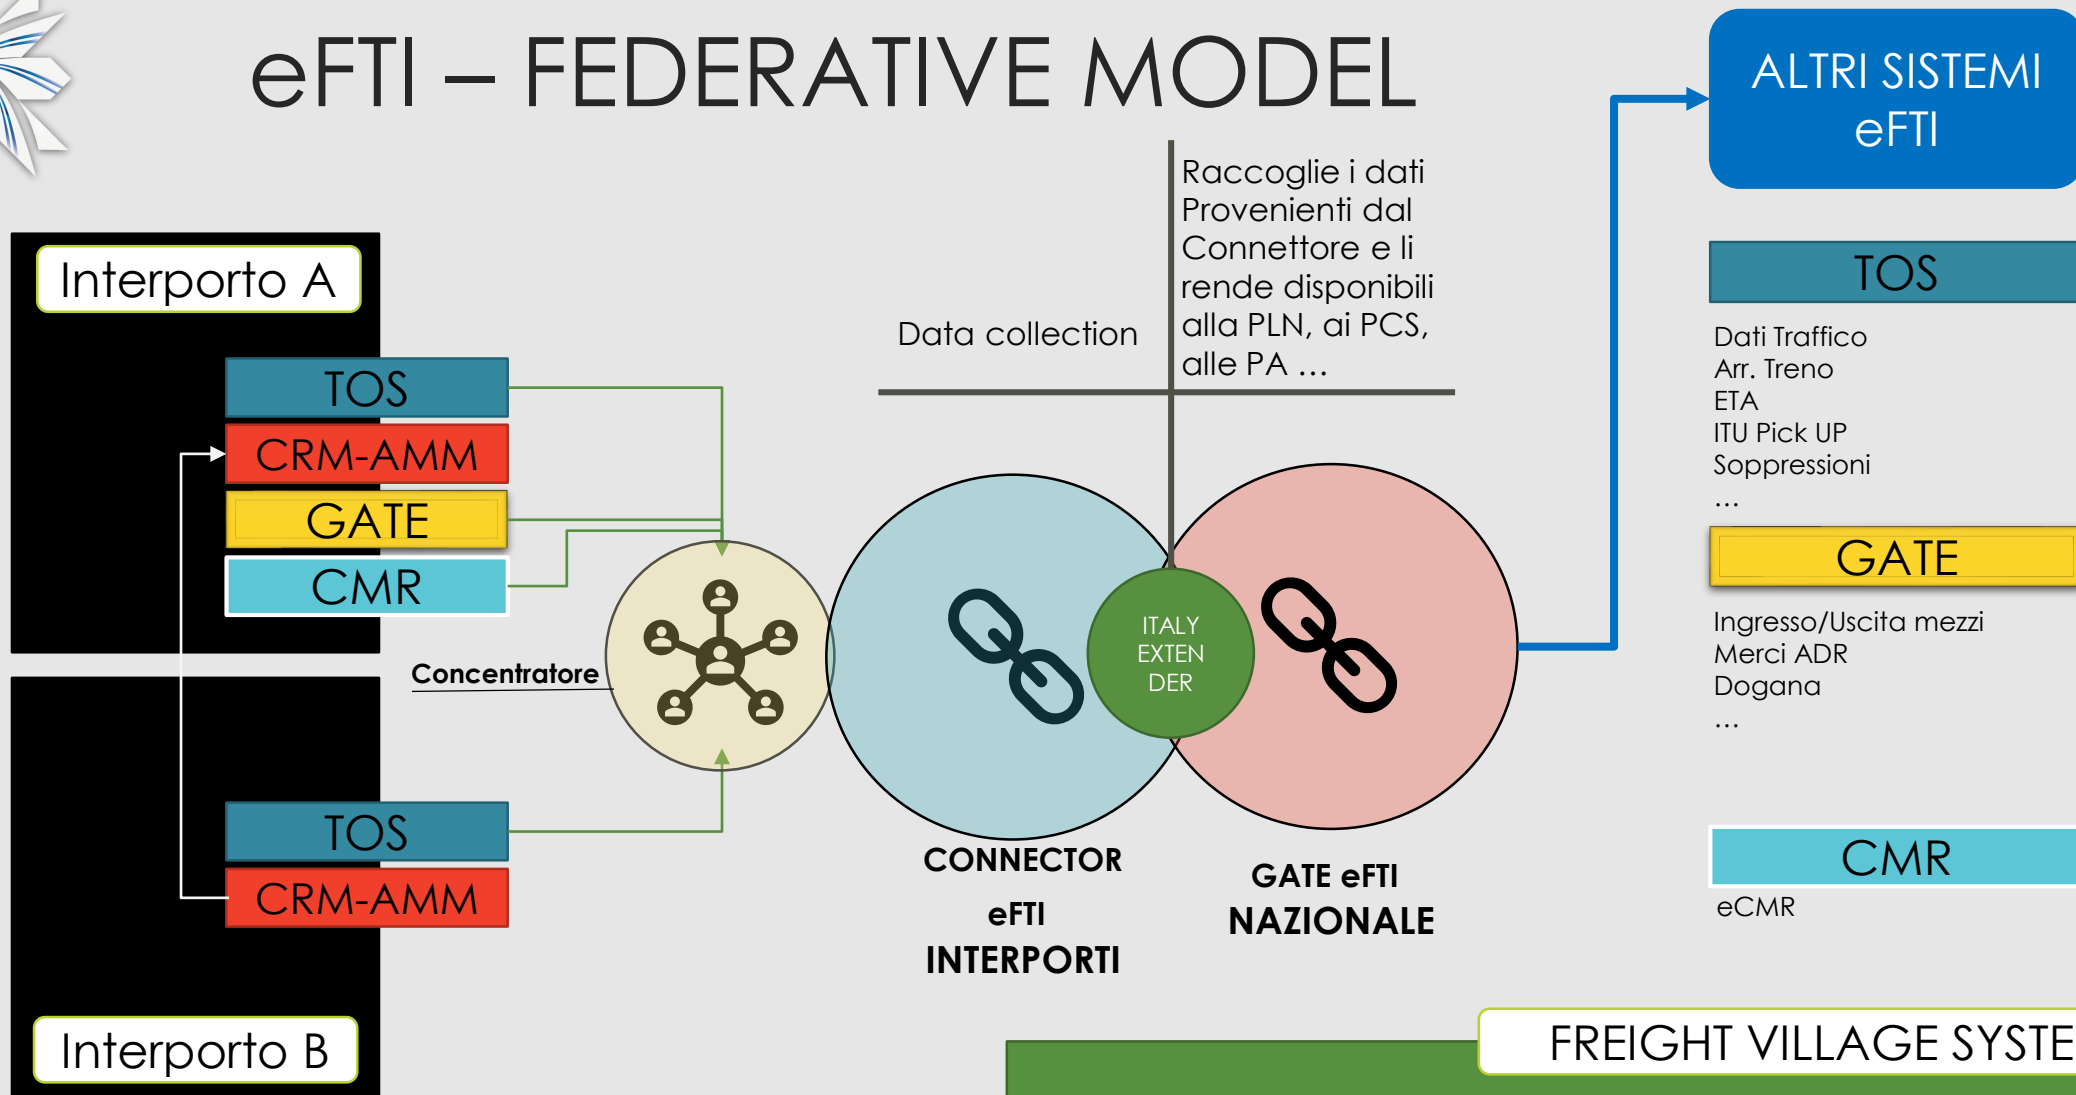 eFTI – FEDERATIVE MODEL
ALTRI SISTEMI
eFTI
Raccoglie i dati
Provenienti dal
Connettore e li
rende disponibili
alla PLN, ai PCS,
alle PA …
Data collection
Interporto A
TOS
CRM-AMM
GATE
CMR
Concentratore
TOS
CRM-AMM
Interporto B
ITALY
EXTEN
DER
CONNECTOR
eFTI
INTERPORTI
GATE eFTI
NAZIONALE
TOS
Dati Traffico
Arr. Treno
ETA
ITU Pick UP
Soppressioni
…
GATE
Ingresso/Uscita mezzi
Merci ADR
Dogana
…
CMR
eCMR
FREIGHT VILLAGE SYSTE